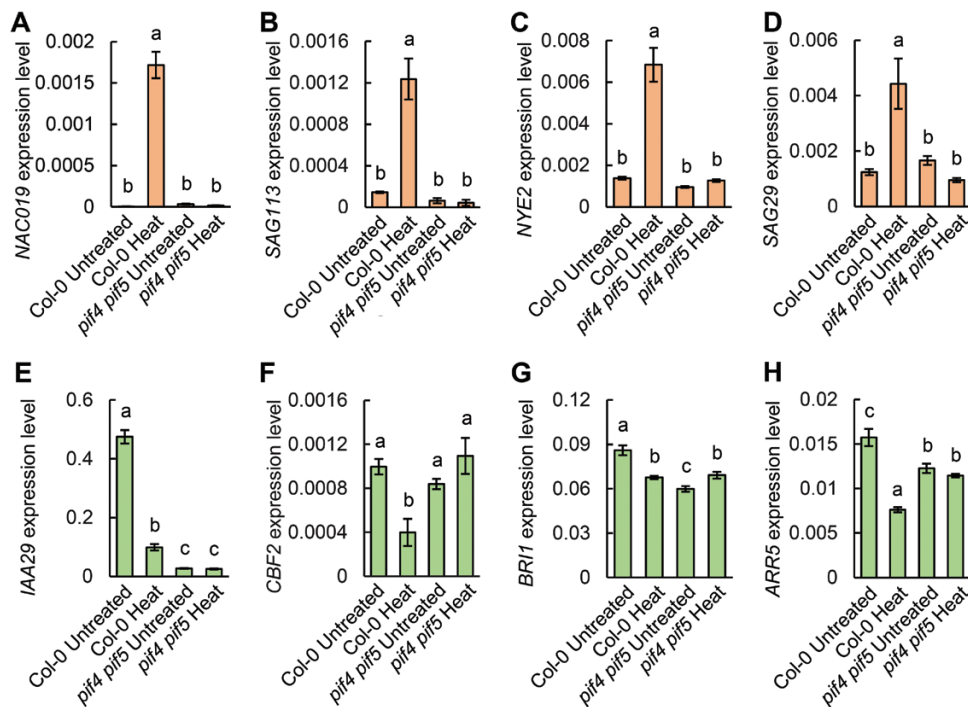 A
NAC019 expression level
0.002
0.0015
0.001
0.0005
0
b
a
b
b
Col-0 Untreated
Col-0 Heat
pif4 pif5 Untreated
pif4 pif5 Heat
B
SAG113 expression level
0.0016
0.0012
0.0008
0.0004
0
b
a
b
b
Col-0 Untreated
Col-0 Heat
pif4 pif5 Untreated
pif4 pif5 Heat
C
NYE2 expression level
0.008
0.006
0.004
0.002
0
b
a
b
b
Col-0 Untreated
Col-0 Heat
pif4 pif5 Untreated
pif4 pif5 Heat
D
SAG29 expression level
0.006
0.004
0.002
0
b
a
b
b
Col-0 Untreated
Col-0 Heat
pif4 pif5 Untreated
pif4 pif5 Heat
E
IAA29 expression level
0.6
0.4
0.2
0
a
b
c
c
Col-0 Untreated
Col-0 Heat
pif4 pif5 Untreated
pif4 pif5 Heat
F
CBF2 expression level
0.0016
0.0012
0.0008
0.0004
0
a
b
a
a
Col-0 Untreated
Col-0 Heat
pif4 pif5 Untreated
pif4 pif5 Heat
G
BRI1 expression level
0.12
0.09
0.06
0.03
0
a
b
c
b
Col-0 Untreated
Col-0 Heat
pif4 pif5 Untreated
pif4 pif5 Heat
H
ARR5 expression level
0.02
0.015
0.01
0.005
0
c
a
b
b
Col-0 Untreated
Col-0 Heat
pif4 pif5 Untreated
pif4 pif5 Heat